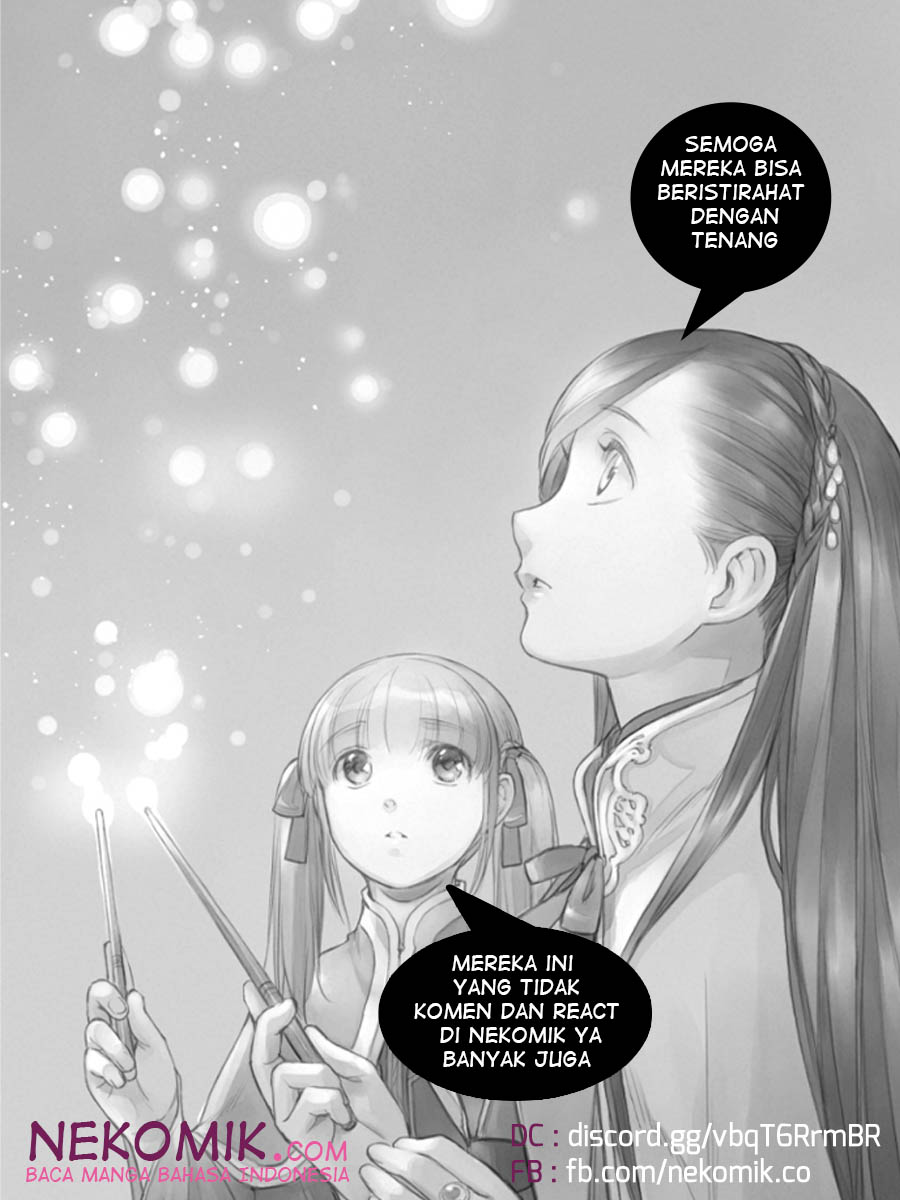 SEMOGA
MEREKA BISA
BERISTIRAHAT
DENGAN
TENANG
MEREKA INI
YANG TIDAK
KOMEN DAN REACT
DI NEKOMIK YA
BANYAK JUGA
NEKOMIK.COM
BACA MANGA BAHASA INDONESIA
DC : discord.gg/vbqT6RrmBR
FB : fb.com/nekomik.co